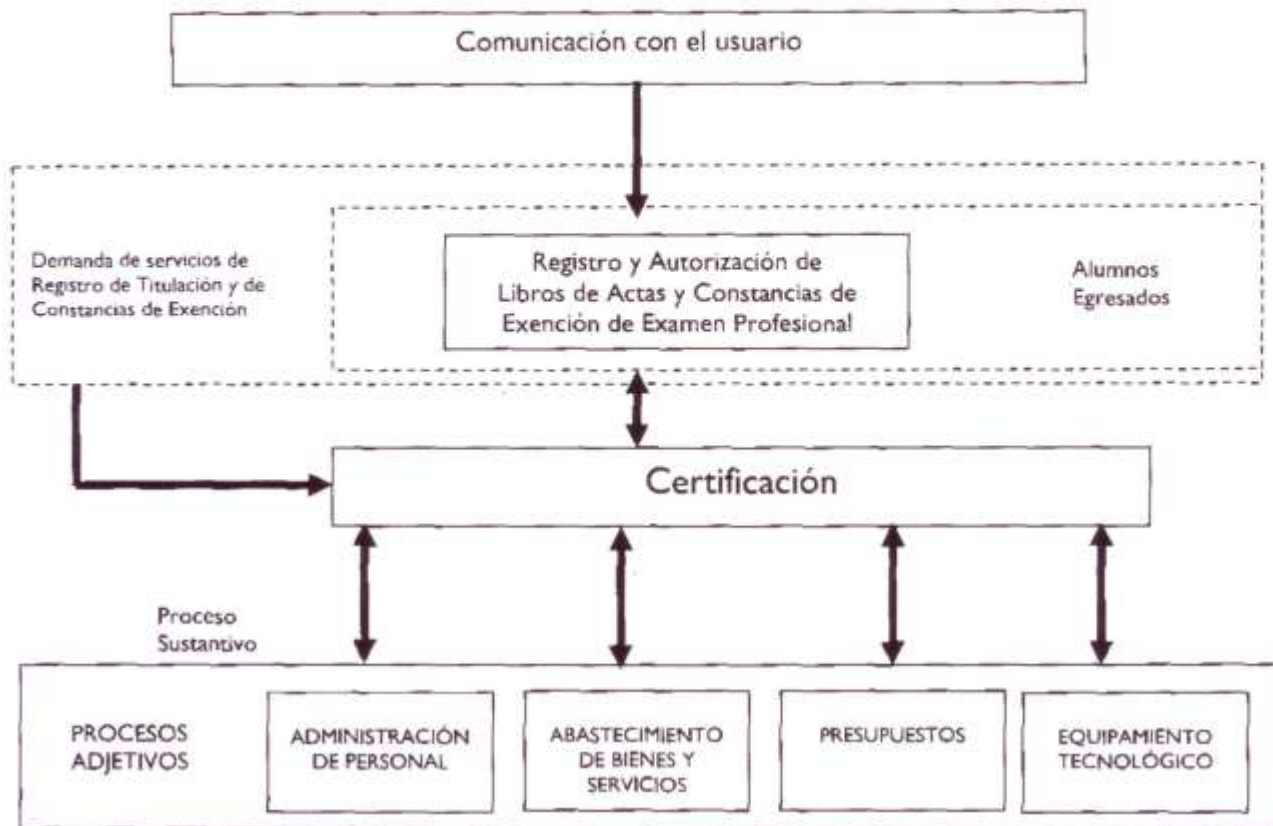 Comunicación con el usuario
Demanda de servicios de
Registro de Titulación y de
Constancias de Exención
Registro y Autorización de
Libros de Actas y Constancias de
Exención de Examen Profesional
Alumnos
Egresados
Certificación
Proceso
Sustantivo
PROCESOS
ADJETIVOS
ADMINISTRACIÓN
DE PERSONAL
ABASTECIMIENTO
DE BIENES Y
SERVICIOS
PRESUPUESTOS
EQUIPAMIENTO
TECNOLÓGICO